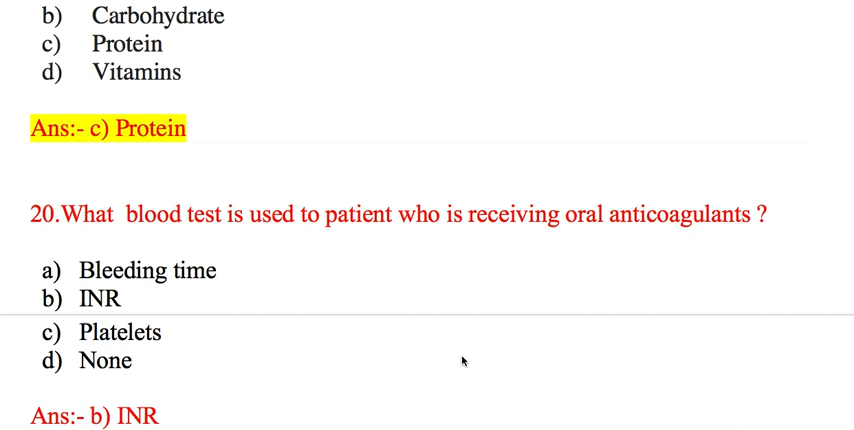 b) Carbohydrate
c) Protein
d) Vitamins
Ans:- c) Protein
20.What blood test is used to patient who is receiving oral anticoagulants ?
a) Bleeding time
b) INR
c) Platelets
d) None
Ans:- b) INR